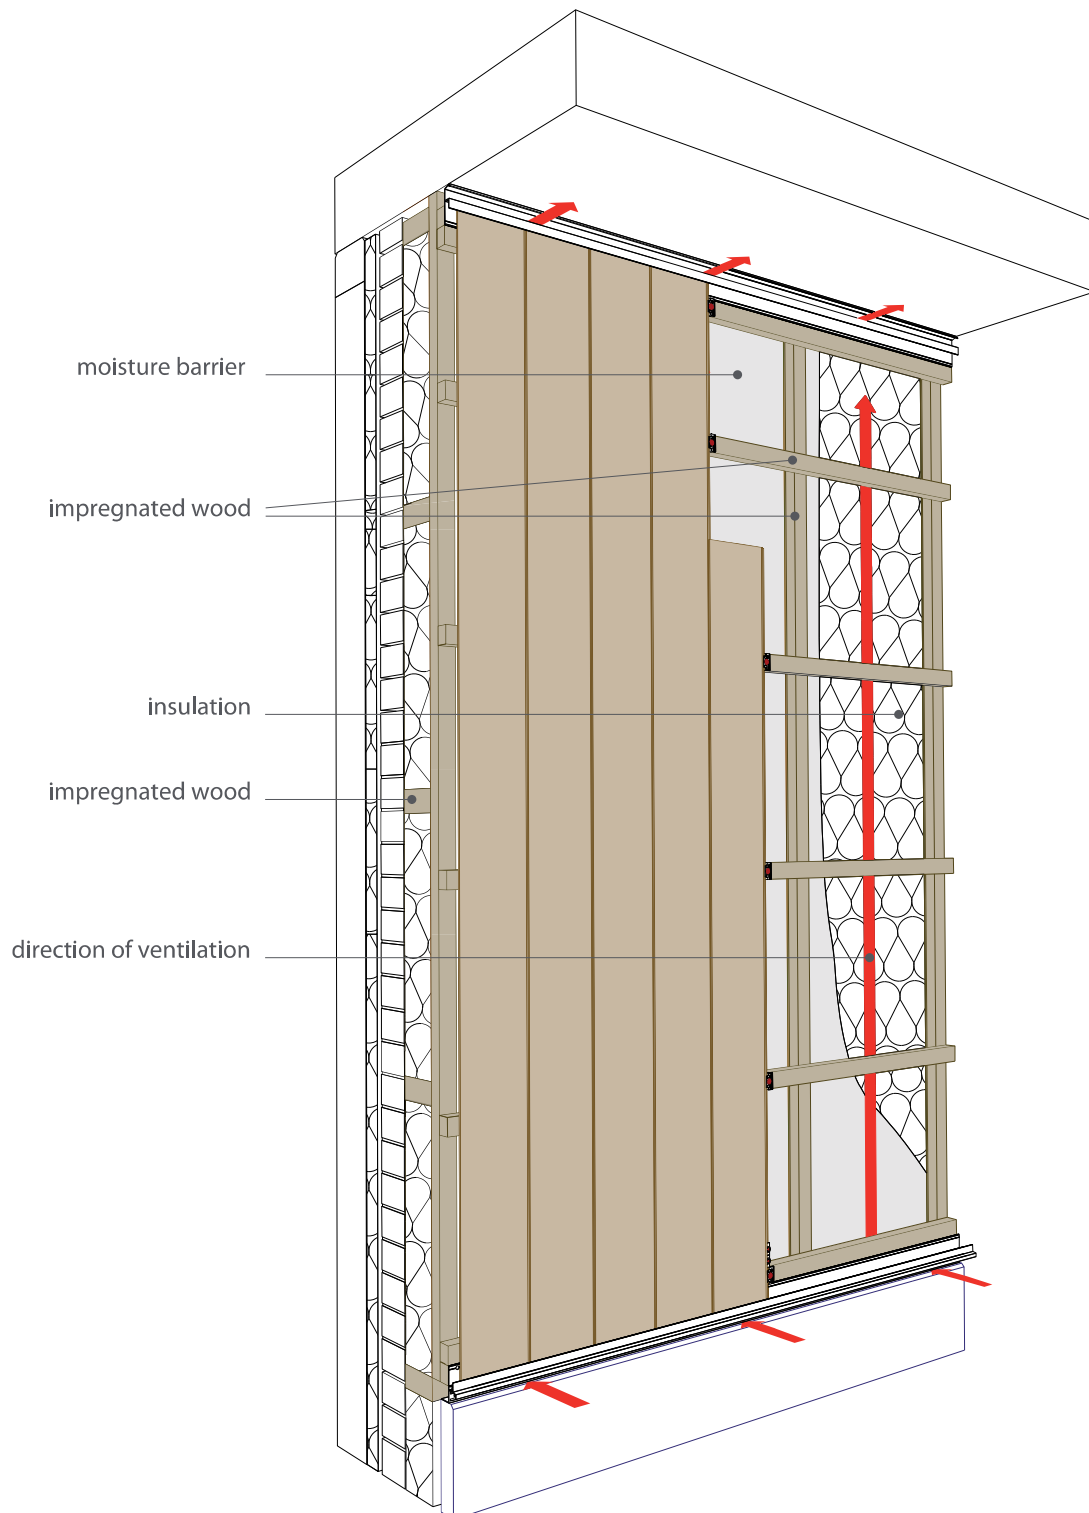 moisture barrier
impregnated wood
insulation
impregnated wood
direction of ventilation